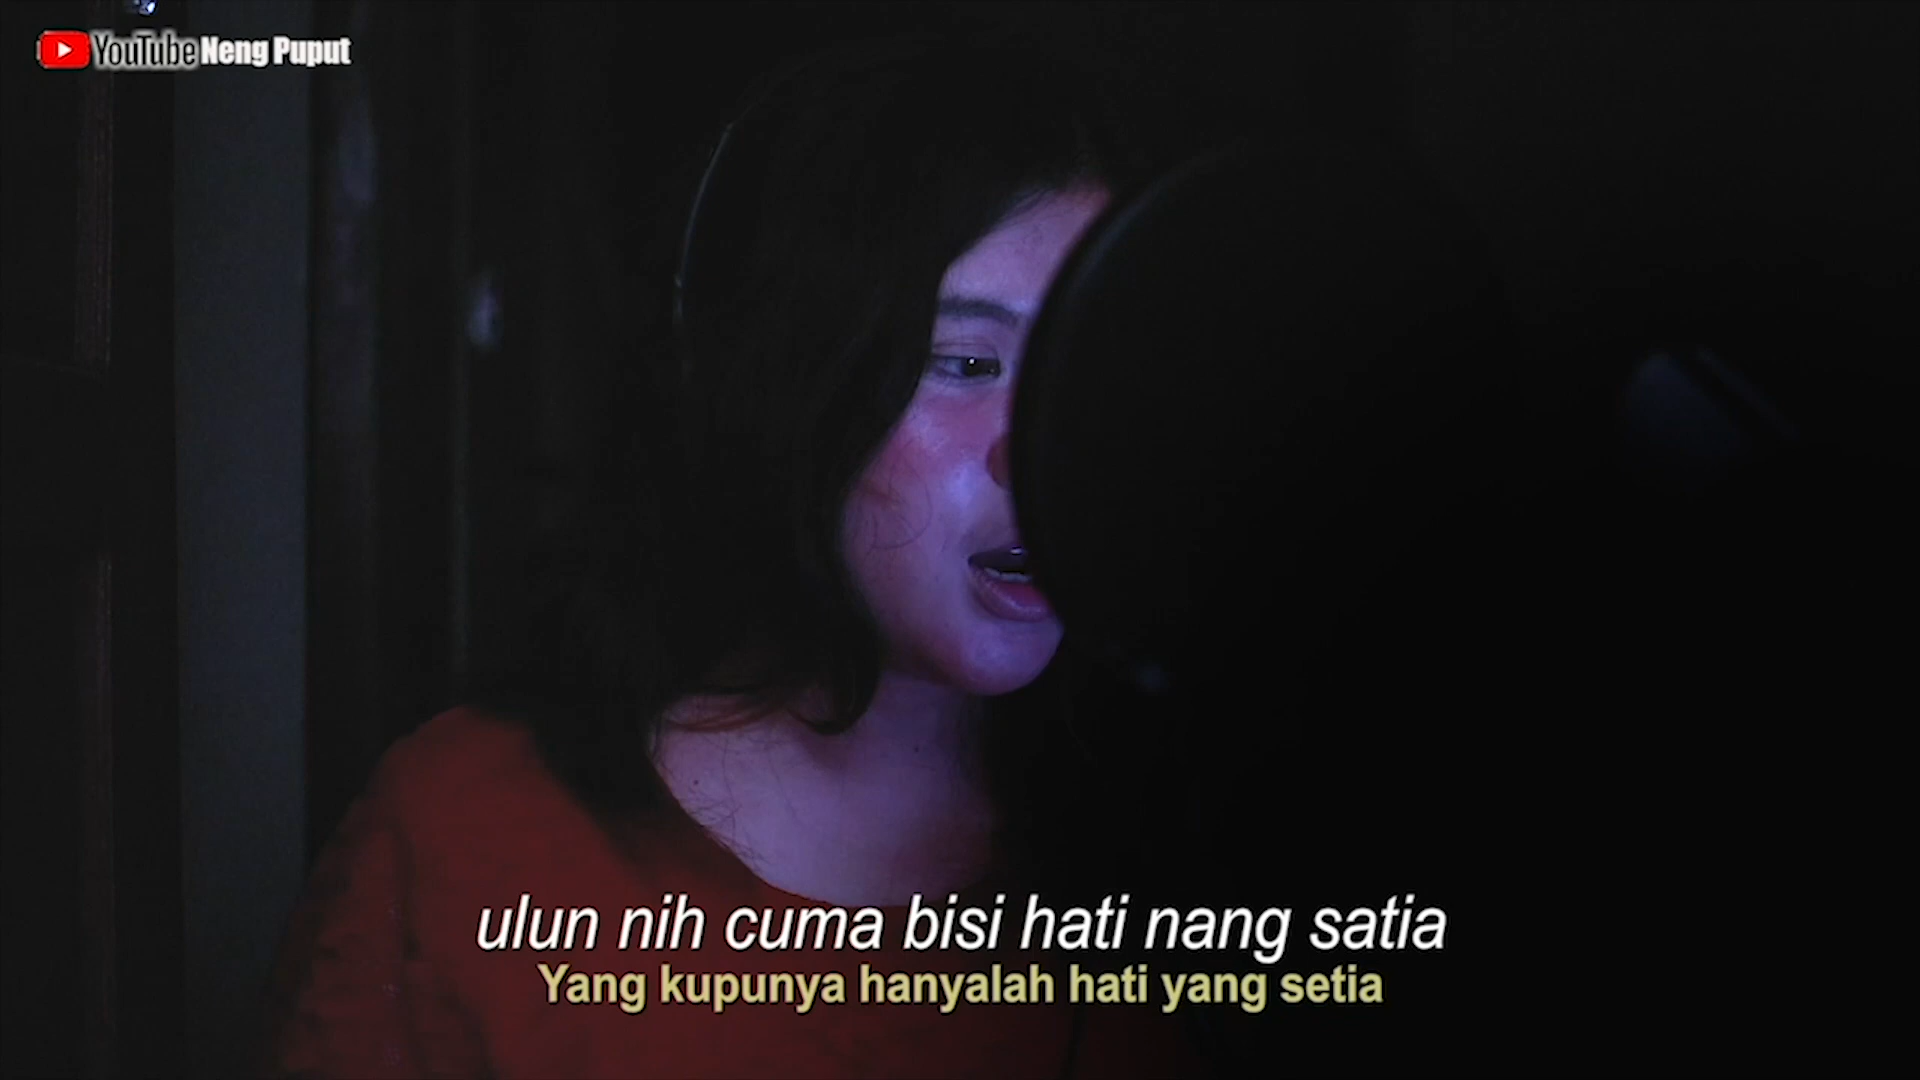 YouTube Neng Puput
ulun nih cuma bisi hati nang satia
Yang kupunya hanyalah hati yang setia